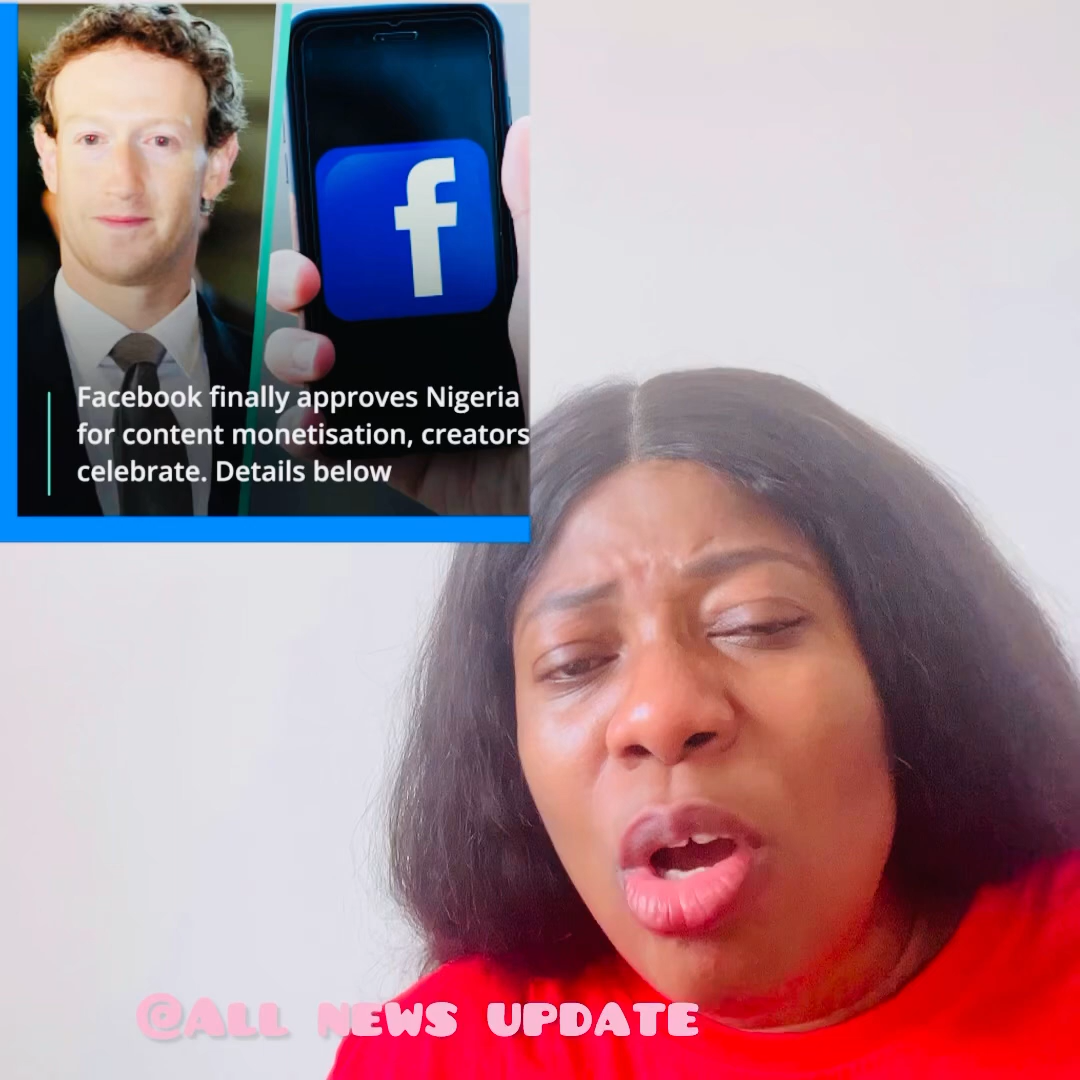 f
Facebook finally approves Nigeria
for content monetisation, creators
celebrate. Details below
@ALL NEWS UPDATE